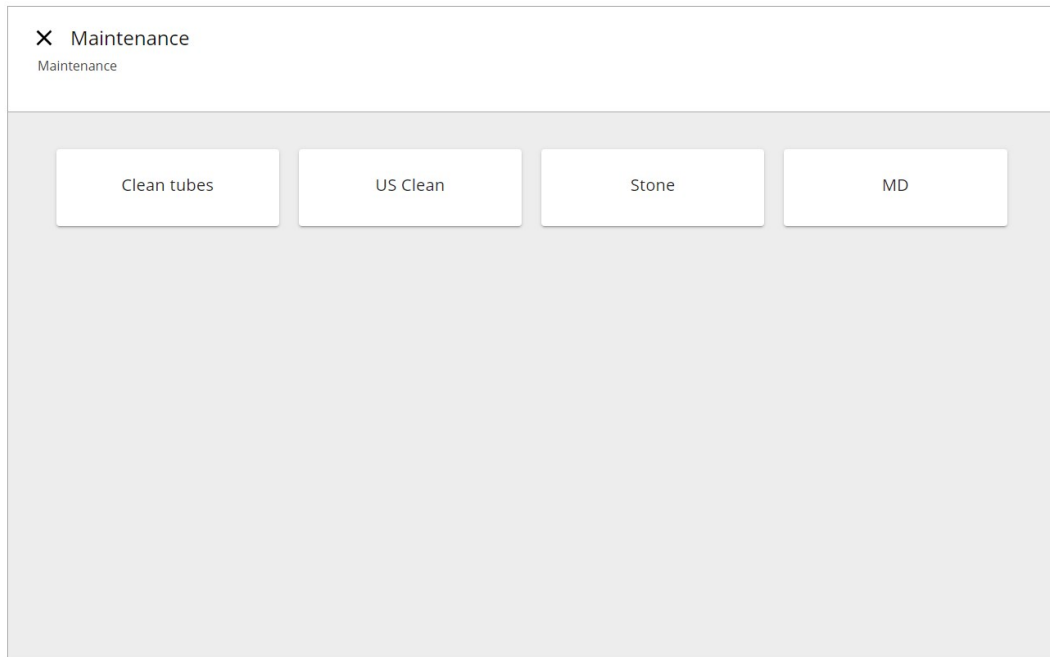 Maintenance
Maintenance
Clean tubes
US Clean
Stone
MD